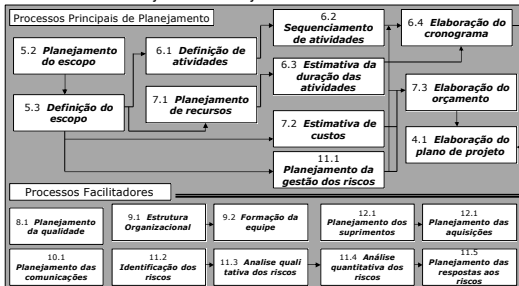 Processos Principais de Planejamento
5.2 Planejamento
do escopo
6.1 Definição de
atividades
6.2
Sequenciamento
de atividades
6.4 Elaboração do
cronograma
5.3 Definição do
escopo
7.1 Planejamento
de recursos
6.3 Estimativa da
duração das
atividades
7.3 Elaboração do
orçamento
7.2 Estimativa de
custos
4.1 Elaboração do
plano de projeto
11.1
Planejamento da
gestão dos riscos
Processos Facilitadores
8.1 Planejamento
da qualidade
9.1 Estrutura
Organizacional
9.2 Formação da
equipe
12.1
Planejamento dos
suprimentos
12.1
Planejamento das
aquisições
10.1
Planejamento das
comunicações
11.2
Identificação dos
riscos
11.3 Analise quali
tativa dos riscos
11.4 Análise
quantitativa dos
riscos
11.5
Planejamento das
respostas aos
riscos